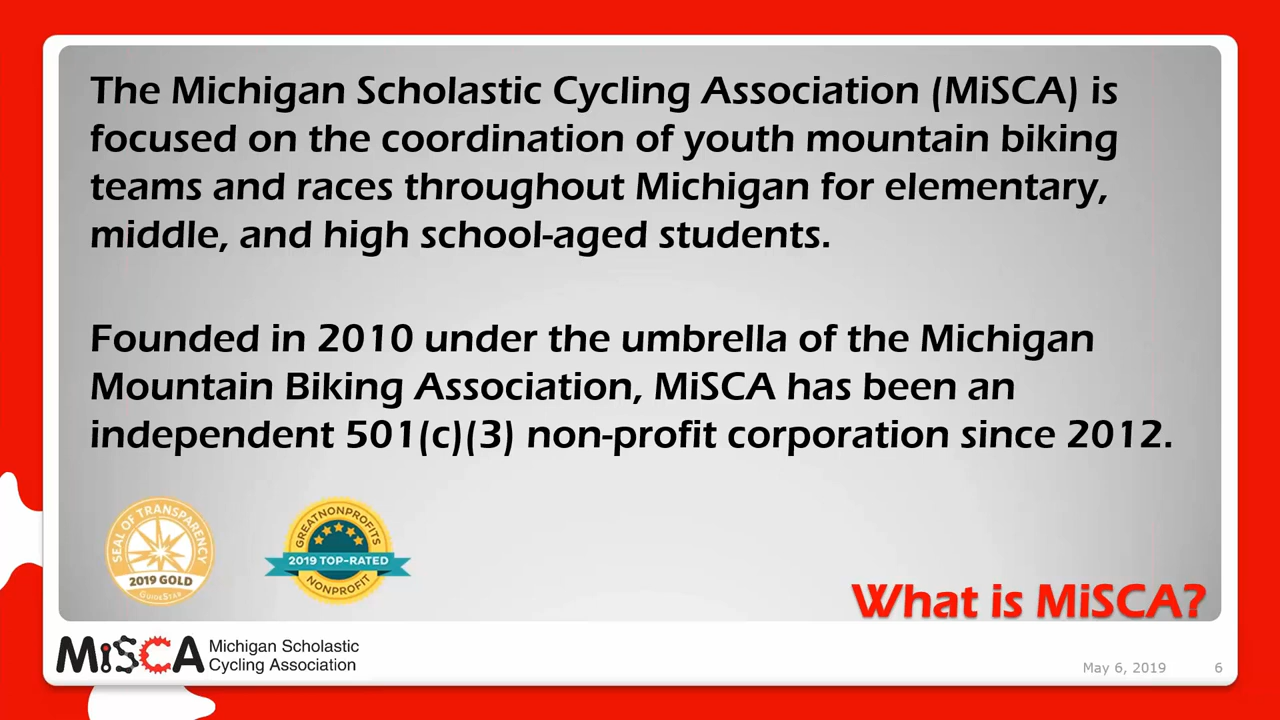 The Michigan Scholastic Cycling Association (MiSCA) is
focused on the coordination of youth mountain biking
teams and races throughout Michigan for elementary,
middle, and high school-aged students.
Founded in 2010 under the umbrella of the Michigan
Mountain Biking Association, MiSCA has been an
independent 501(c)(3) non-profit corporation since 2012.
SEAL OF TRANSPARENCY
2019 GOLD
GUIDESTAR
GREATNONPROFITS
2019 TOP-RATED
NONPROFIT
What is MiSCA?
MiSCA
Michigan Scholastic
Cycling Association
May 6, 2019
6